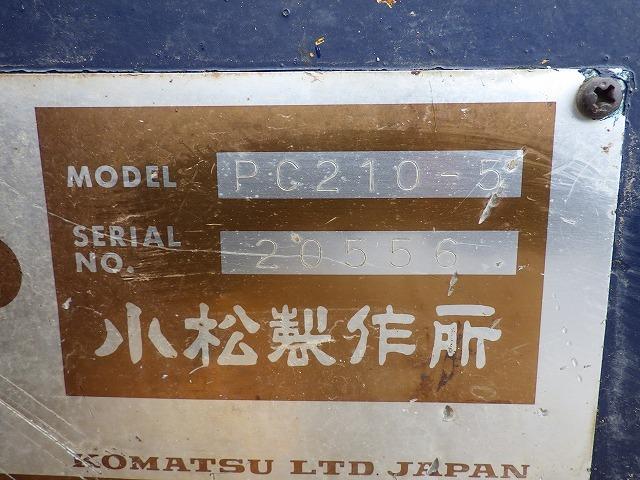 MODEL PC210-5
SERIAL NO. 20556
小松製作所
KOMATSU LTD. JAPAN